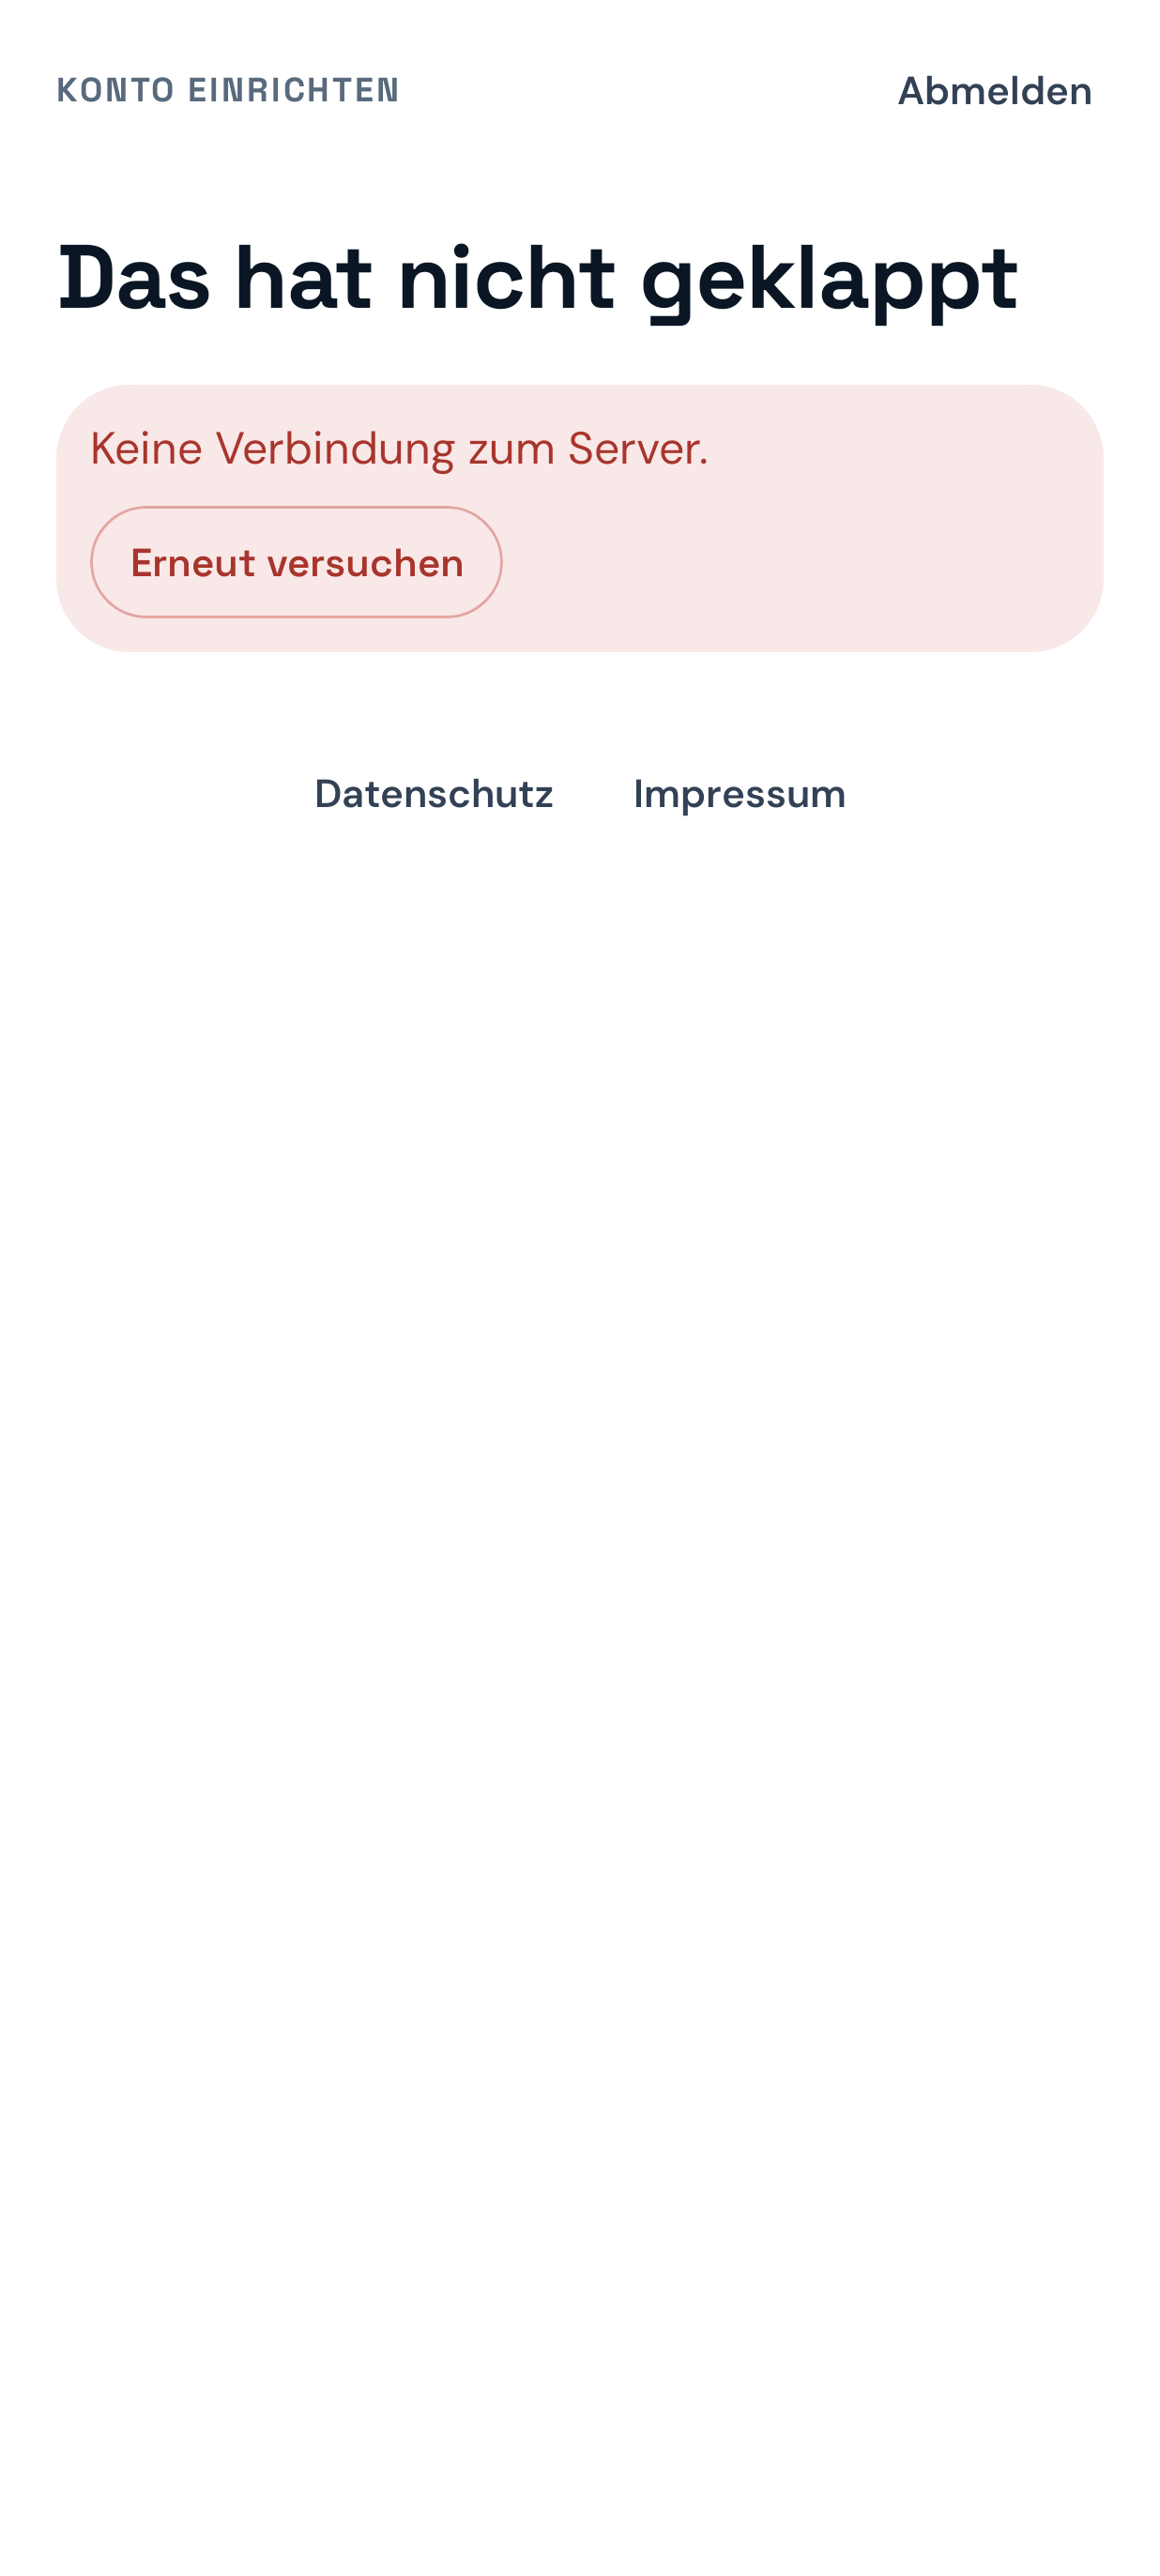 KONTO EINRICHTEN
Abmelden
Das hat nicht geklappt
Keine Verbindung zum Server.
Erneut versuchen
Datenschutz
Impressum